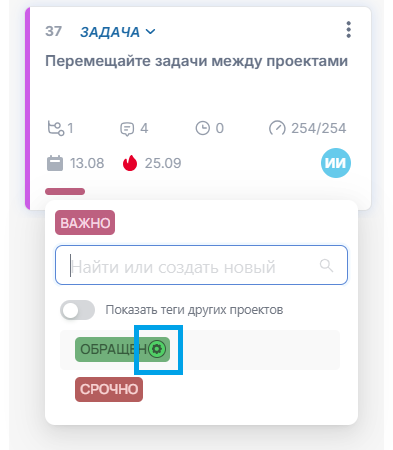 37 ЗАДАЧА
Перемещайте задачи между проектами
1 4 0 254/254
13.08 25.09 ИИ
ВАЖНО
Найти или создать новый
Показать теги других проектов
ОБРАЩЕН
СРОЧНО